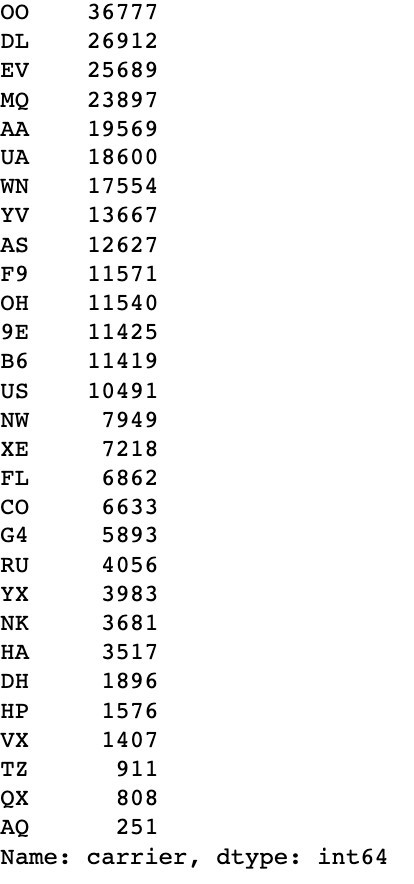 OO    36777
DL    26912
EV    25689
MQ    23897
AA    19569
UA    18600
WN    17554
YV    13667
AS    12627
F9    11571
OH    11540
9E    11425
B6    11419
US    10491
NW     7949
XE     7218
FL     6862
CO     6633
G4     5893
RU     4056
YX     3983
NK     3681
HA     3517
DH     1896
HP     1576
VX     1407
TZ      911
QX      808
AQ      251
Name: carrier, dtype: int64